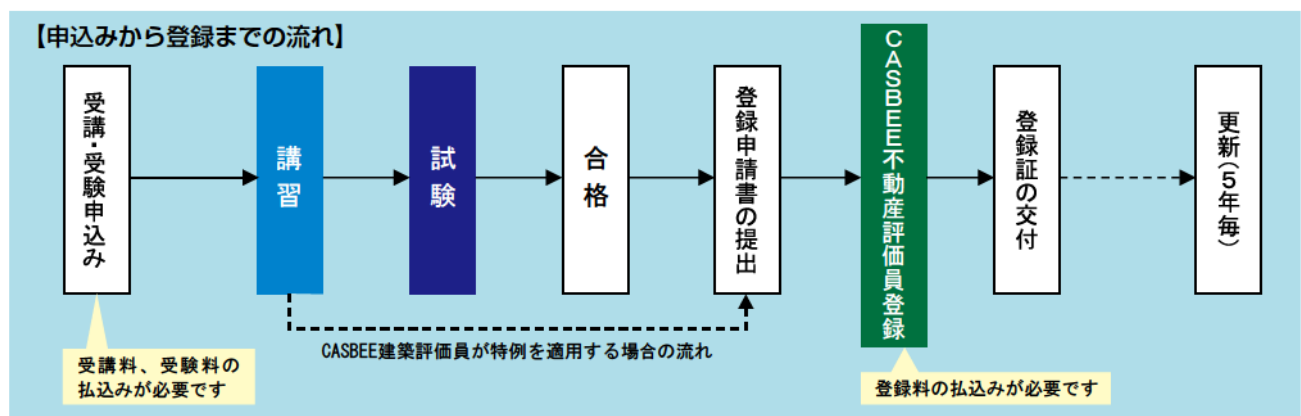 【申込みから登録までの流れ】
受講・受験申込み
講習
試験
合格
登録申請書の提出
CASBEE不動産評価員登録
登録証の交付
更新(5年毎)
CASBEE建築評価員が特例を適用する場合の流れ
受講料、受験料の
払込みが必要です
登録料の払込みが必要です